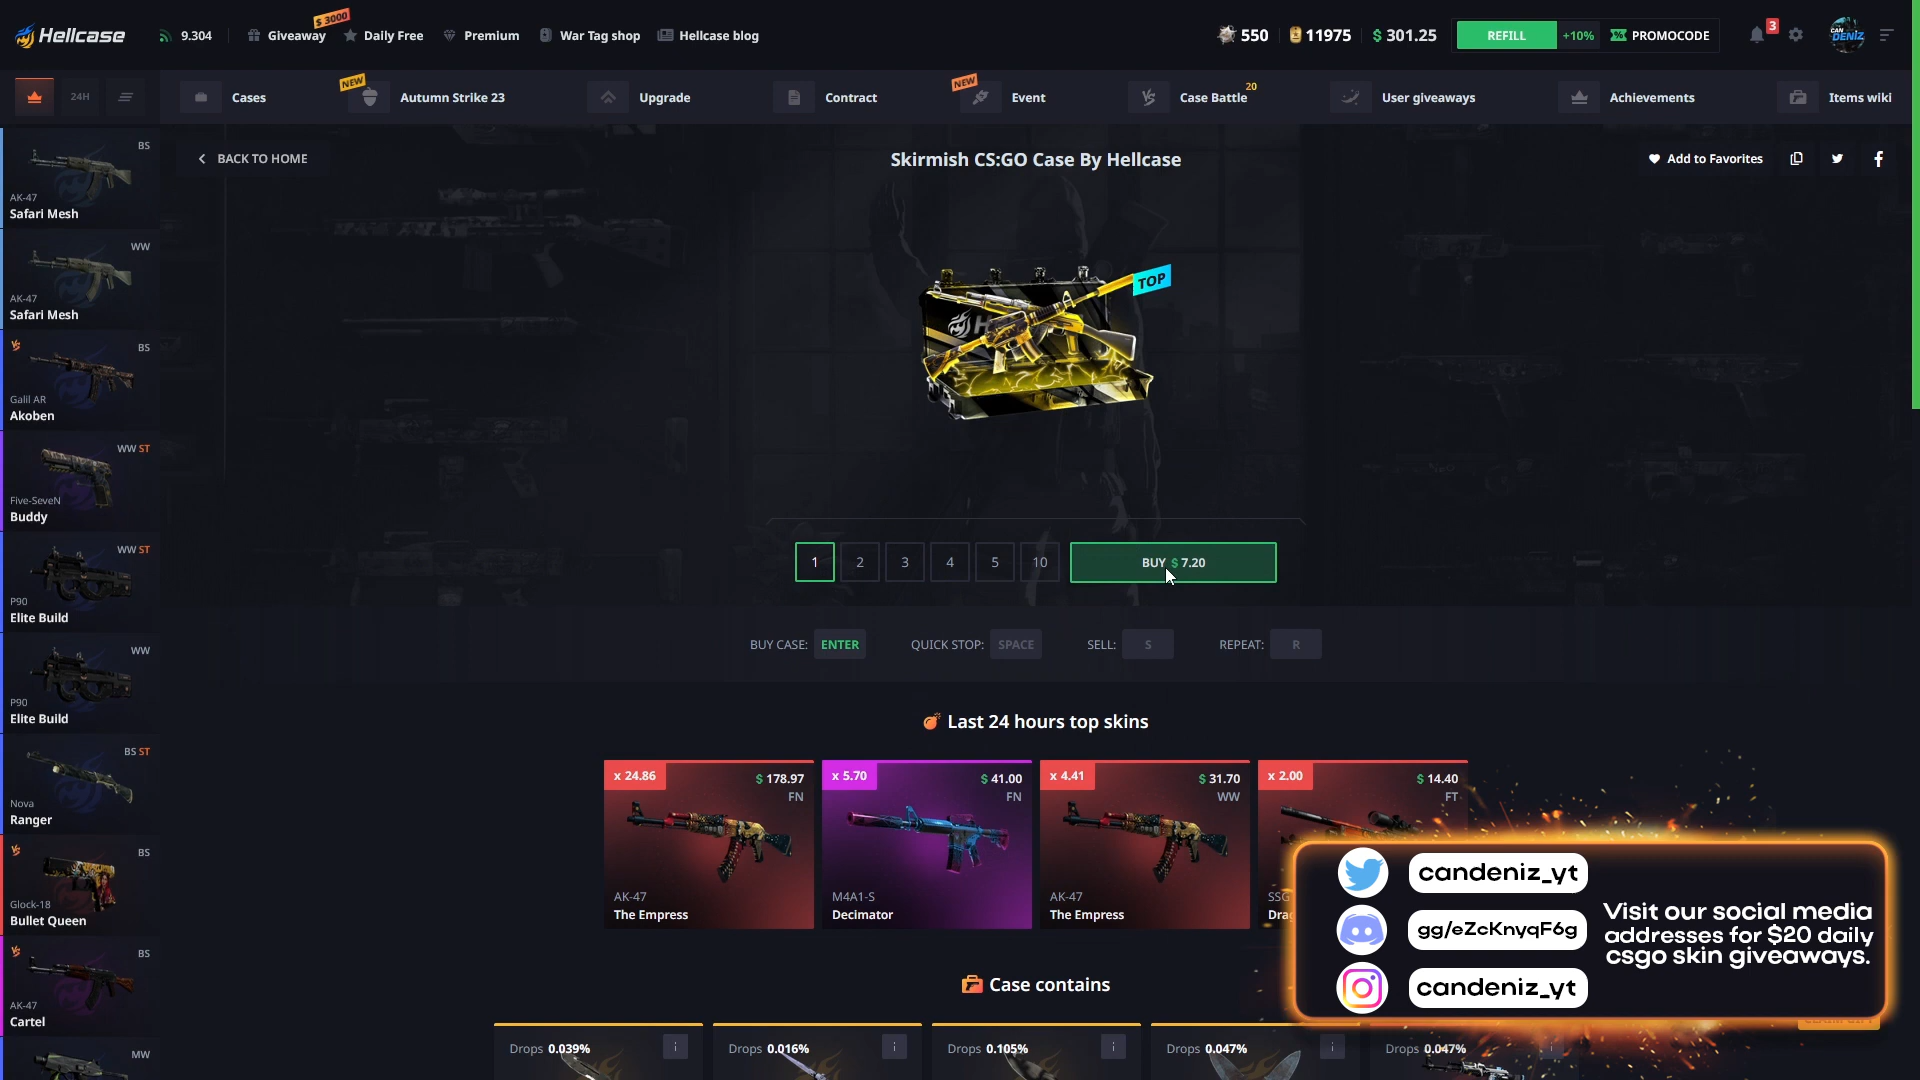 Hellcase
9.304
Giveaway
$ 3000
Daily Free
Premium
War Tag shop
Hellcase blog
550
11975
$ 301.25
REFILL
+10%
PROMOCODE
3
CAN DENIZ
24H
Cases
NEW
Autumn Strike 23
Upgrade
Contract
NEW
Event
Case Battle
20
User giveaways
Achievements
Items wiki
BACK TO HOME
Skirmish CS:GO Case By Hellcase
Add to Favorites
TOP
1
2
3
4
5
10
BUY $ 7.20
BUY CASE: ENTER
QUICK STOP: SPACE
SELL: S
REPEAT: R
BS
AK-47
Safari Mesh
WW
AK-47
Safari Mesh
BS
Galil AR
Akoben
WW ST
Five-SeveN
Buddy
WW ST
P90
Elite Build
WW
P90
Elite Build
BS ST
Nova
Ranger
BS
Glock-18
Bullet Queen
BS
AK-47
Cartel
MW
Last 24 hours top skins
x 24.86
$ 178.97
FN
AK-47
The Empress
x 5.70
$ 41.00
FN
M4A1-S
Decimator
x 4.41
$ 31.70
WW
AK-47
The Empress
x 2.00
$ 14.40
FT
SSG
Case contains
Drops 0.039%
Drops 0.016%
Drops 0.105%
Drops 0.047%
Drops 0.047%
candeniz_yt
gg/eZcKnyqF6g
candeniz_yt
Visit our social media
addresses for $20 daily
csgo skin giveaways.